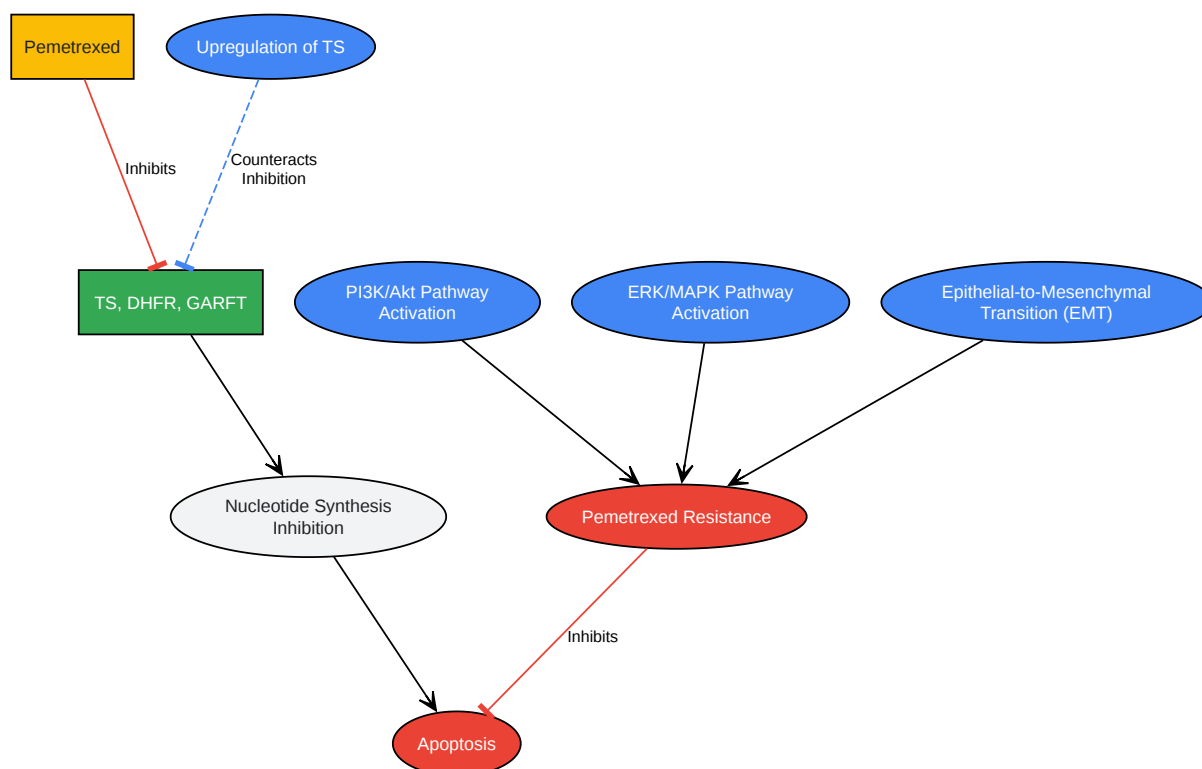 Pemetrexed
Upregulation of TS
Inhibits
Counteracts
Inhibition
TS, DHFR, GARFT
PI3K/Akt Pathway
Activation
ERK/MAPK Pathway
Activation
Epithelial-to-Mesenchymal
Transition (EMT)
Nucleotide Synthesis
Inhibition
Pemetrexed Resistance
Inhibits
Apoptosis